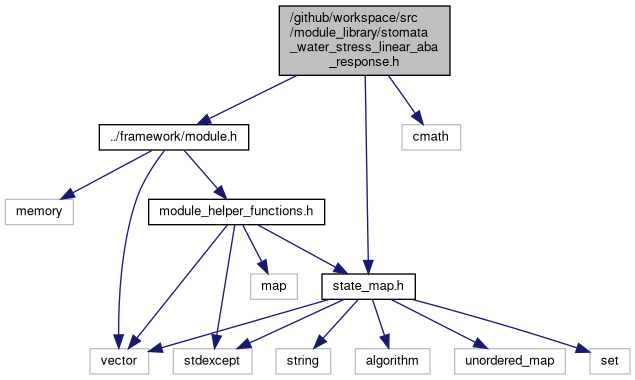 /github/workspace/src
/module_library/stomata
_water_stress_linear_aba
_response.h
../framework/module.h
cmath
memory
module_helper_functions.h
map
state_map.h
vector
stdexcept
string
algorithm
unordered_map
set